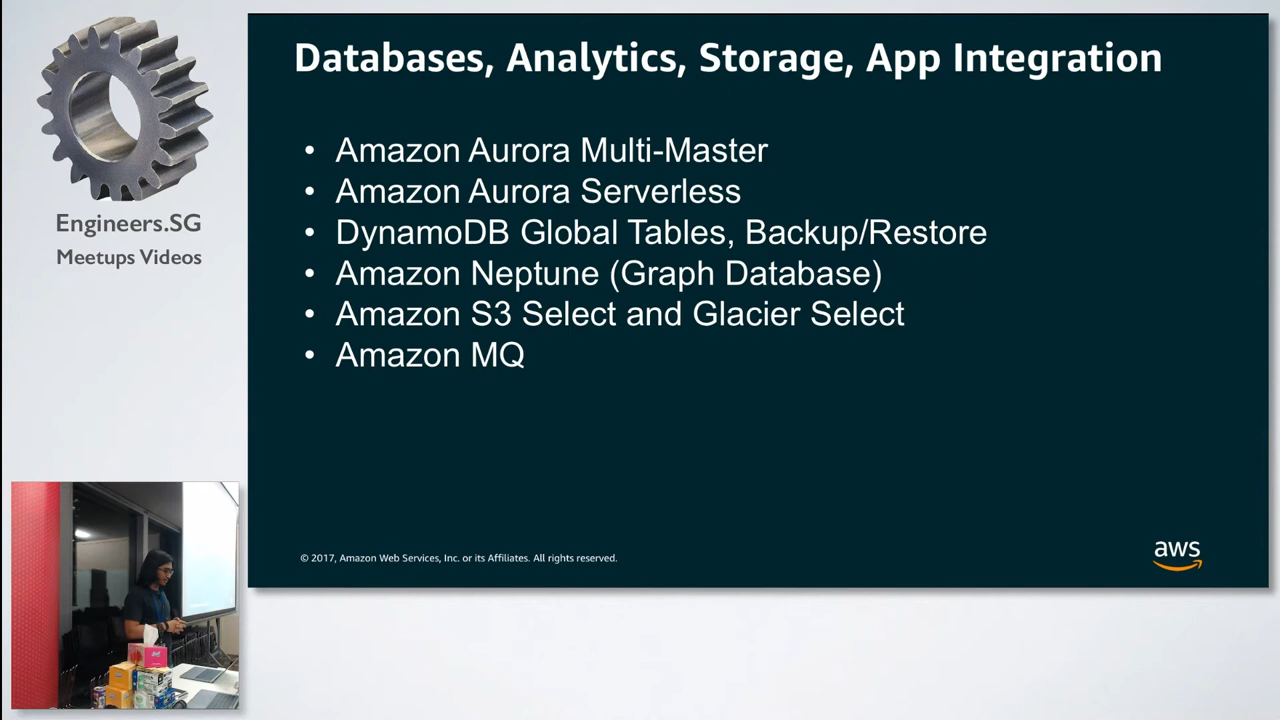 Engineers.SG
Meetups Videos
Databases, Analytics, Storage, App Integration
• Amazon Aurora Multi-Master
• Amazon Aurora Serverless
• DynamoDB Global Tables, Backup/Restore
• Amazon Neptune (Graph Database)
• Amazon S3 Select and Glacier Select
• Amazon MQ
© 2017, Amazon Web Services, Inc. or its Affiliates. All rights reserved.
aws